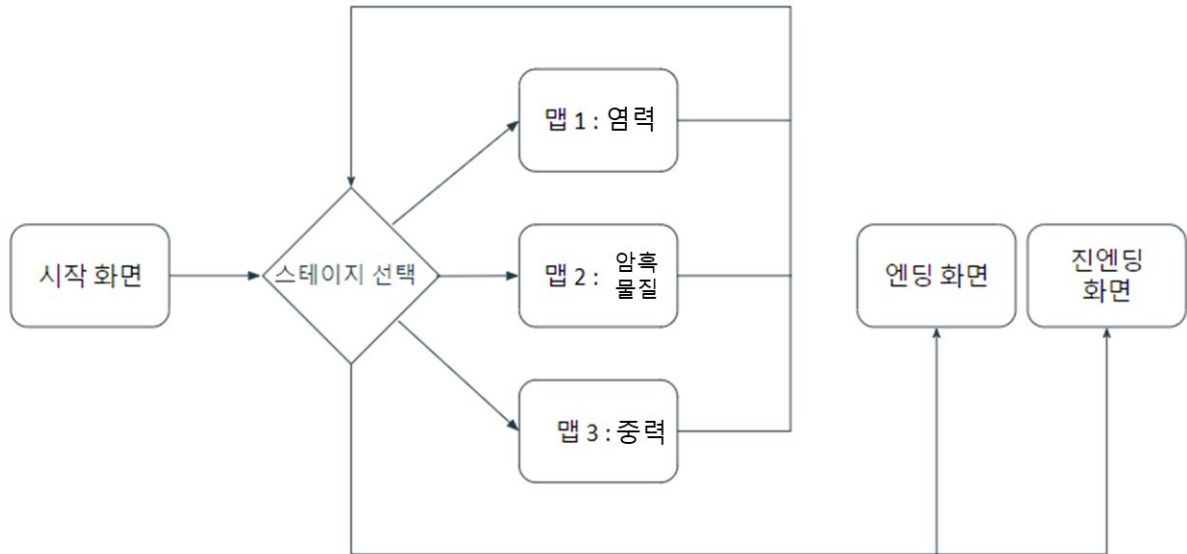 맵 1 : 염력
시작 화면
스테이지 선택
맵 2 : 암흑
물질
엔딩 화면
진엔딩
화면
맵 3 : 중력